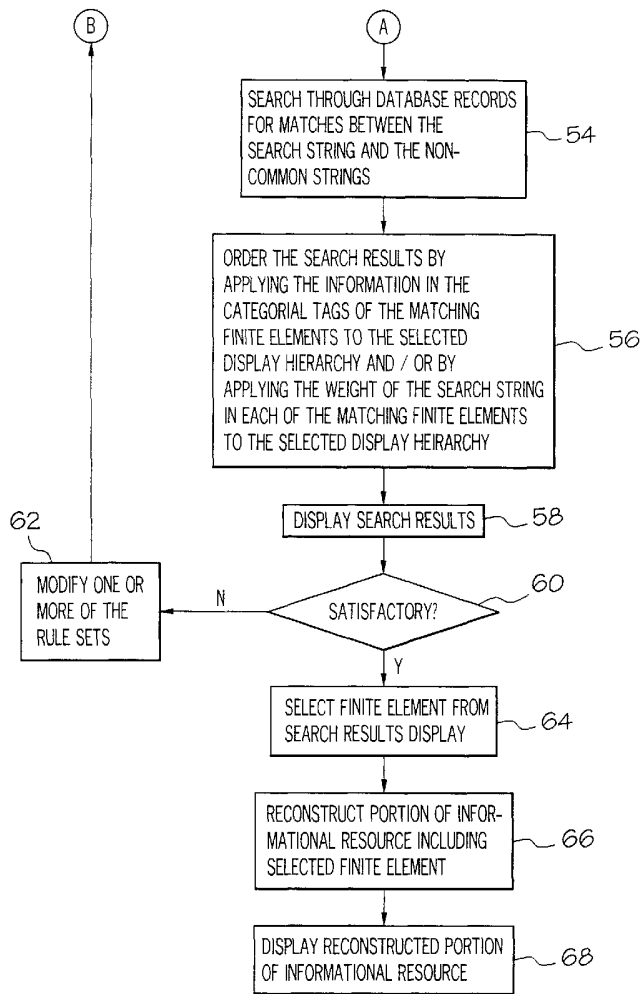 B
A
SEARCH THROUGH DATABASE RECORDS
FOR MATCHES BETWEEN THE
SEARCH STRING AND THE NON-
COMMON STRINGS
54
ORDER THE SEARCH RESULTS BY
APPLYING THE INFORMATION IN THE
CATEGORIAL TAGS OF THE MATCHING
FINITE ELEMENTS TO THE SELECTED
DISPLAY HIERARCHY AND / OR BY
APPLYING THE WEIGHT OF THE SEARCH STRING
IN EACH OF THE MATCHING FINITE ELEMENTS
TO THE SELECTED DISPLAY HEIRARCHY
56
DISPLAY SEARCH RESULTS
58
62
MODIFY ONE OR
MORE OF THE
RULE SETS
N
SATISFACTORY?
60
Y
SELECT FINITE ELEMENT FROM
SEARCH RESULTS DISPLAY
64
RECONSTRUCT PORTION OF INFOR-
MATIONAL RESOURCE INCLUDING
SELECTED FINITE ELEMENT
66
DISPLAY RECONSTRUCTED PORTION
OF INFORMATIONAL RESOURCE
68